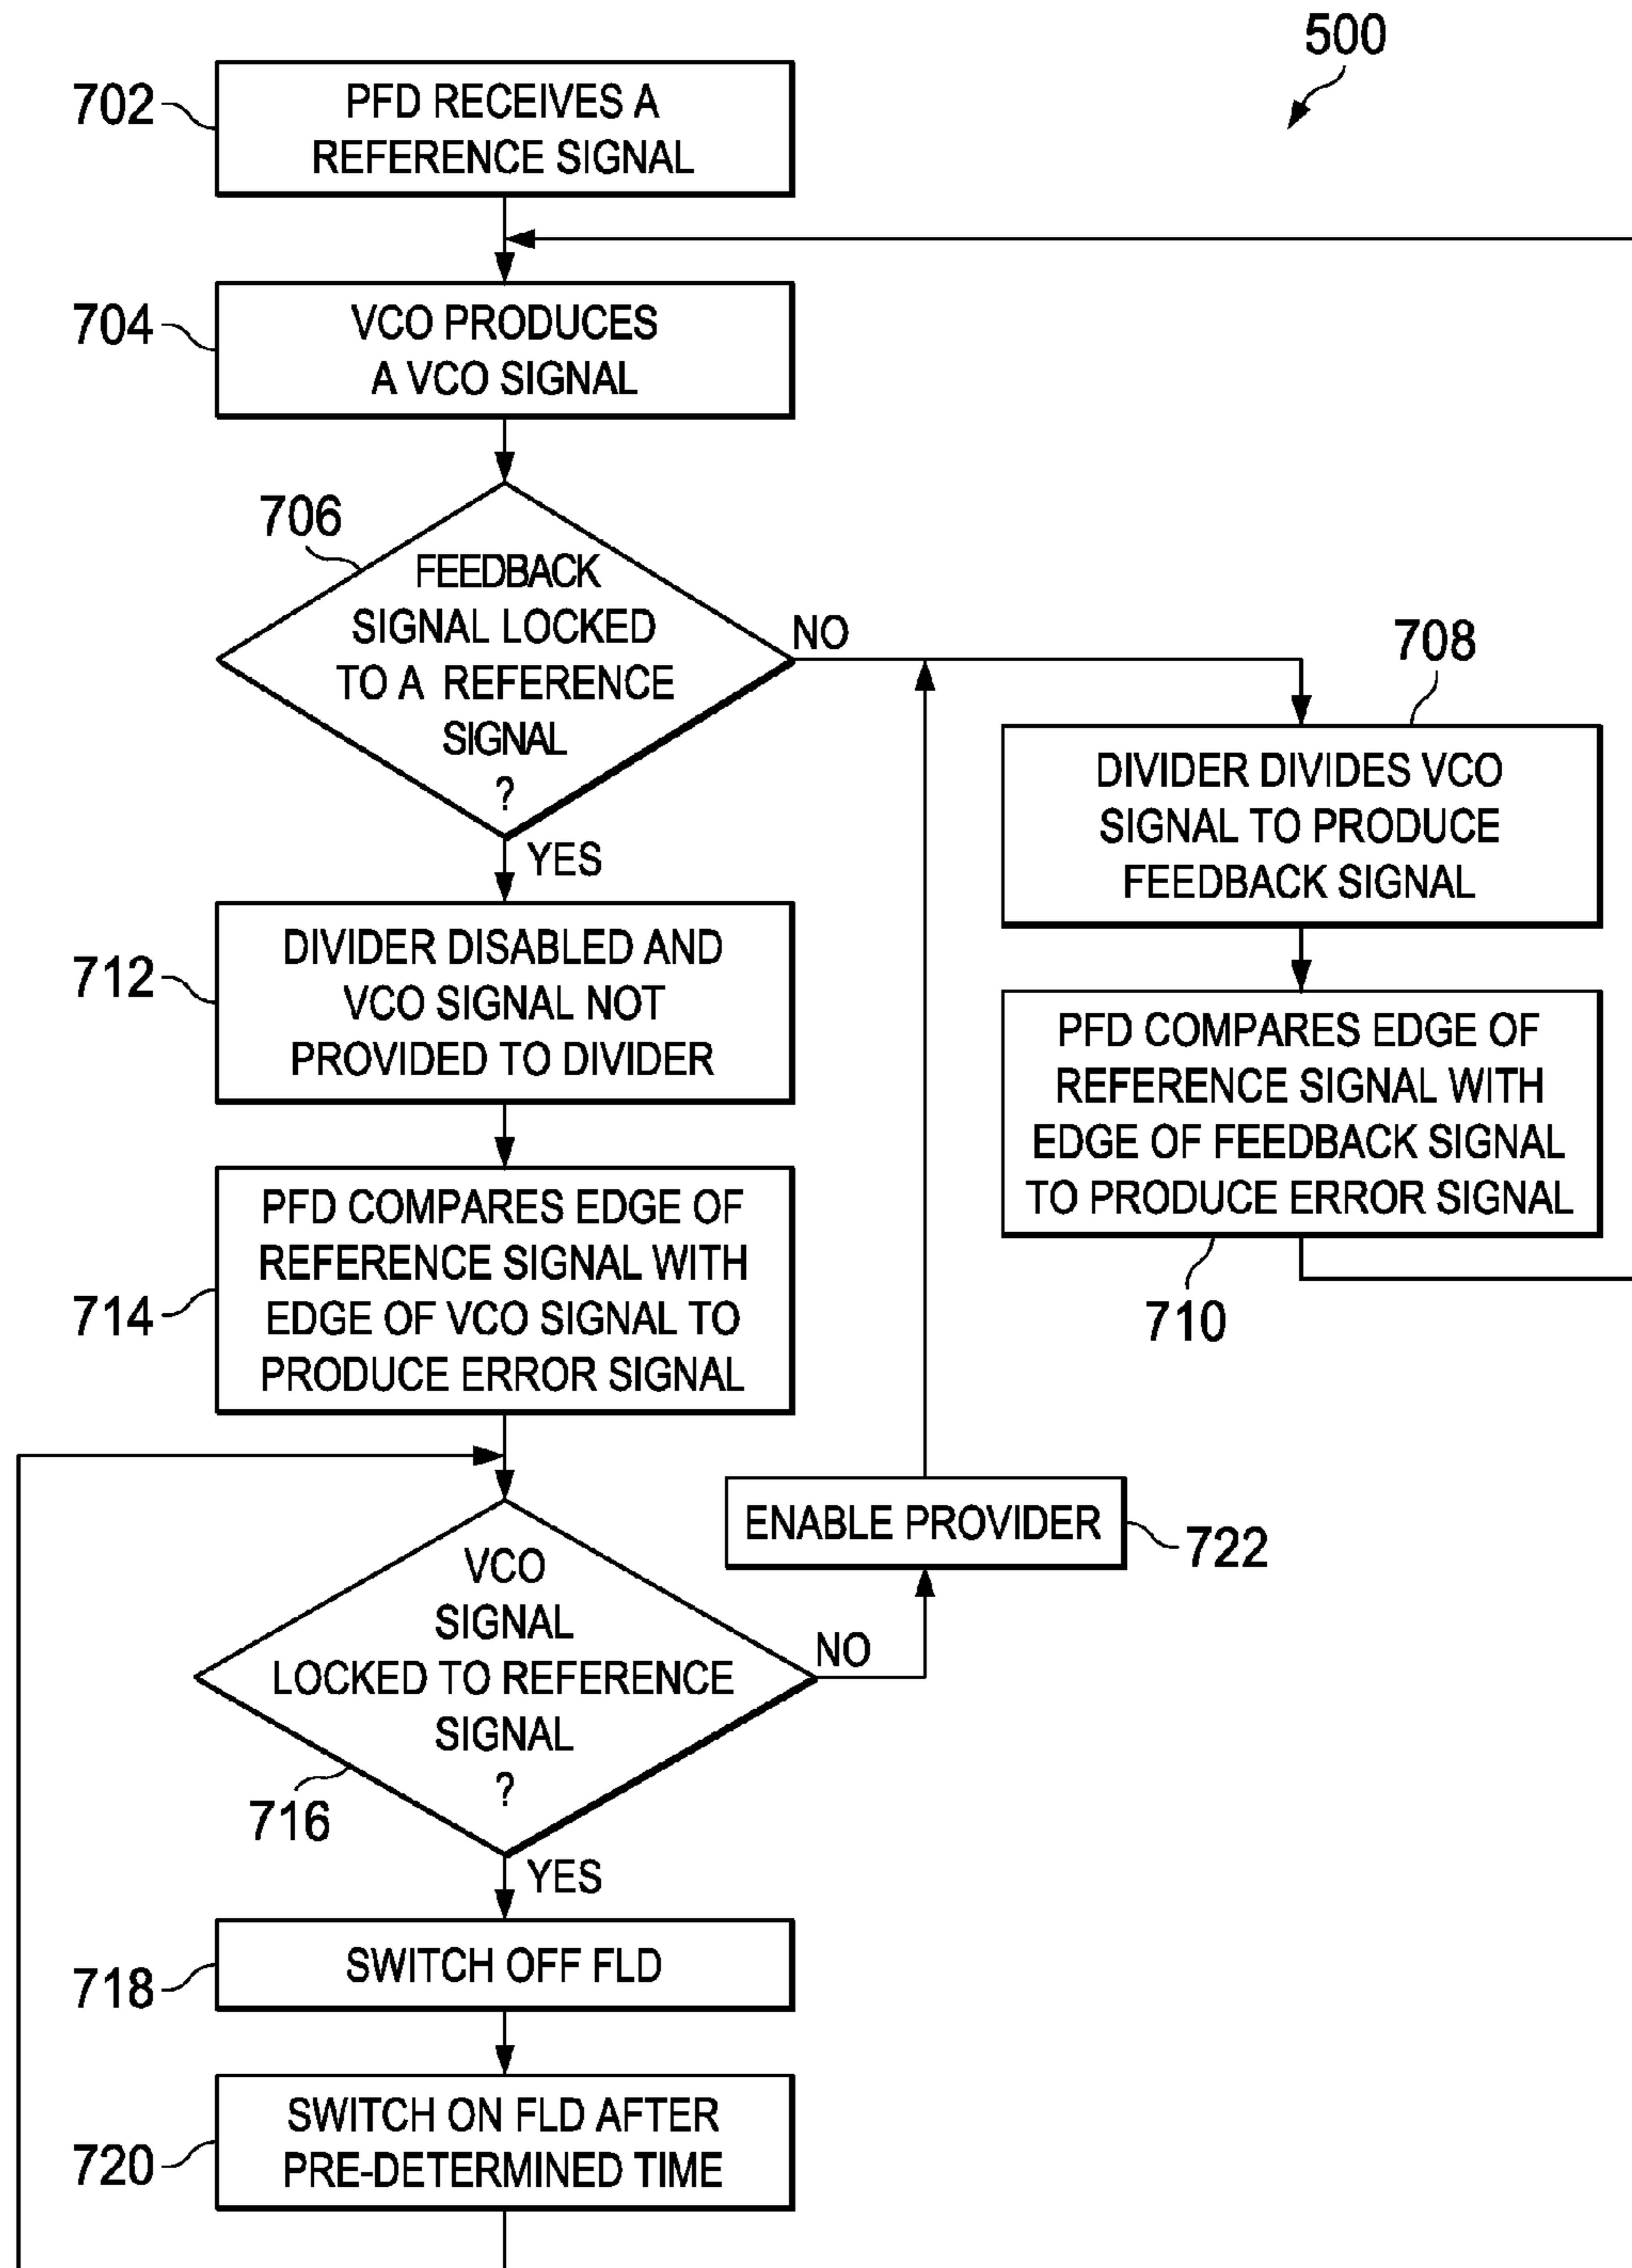 500
702
PFD RECEIVES A
REFERENCE SIGNAL
704
VCO PRODUCES
A VCO SIGNAL
706
FEEDBACK
SIGNAL LOCKED
TO A REFERENCE
SIGNAL
?
NO
YES
708
DIVIDER DIVIDES VCO
SIGNAL TO PRODUCE
FEEDBACK SIGNAL
PFD COMPARES EDGE OF
REFERENCE SIGNAL WITH
EDGE OF FEEDBACK SIGNAL
TO PRODUCE ERROR SIGNAL
710
712
DIVIDER DISABLED AND
VCO SIGNAL NOT
PROVIDED TO DIVIDER
714
PFD COMPARES EDGE OF
REFERENCE SIGNAL WITH
EDGE OF VCO SIGNAL TO
PRODUCE ERROR SIGNAL
ENABLE PROVIDER
722
VCO
SIGNAL
LOCKED TO REFERENCE
SIGNAL
?
716
NO
YES
718
SWITCH OFF FLD
720
SWITCH ON FLD AFTER
PRE-DETERMINED TIME